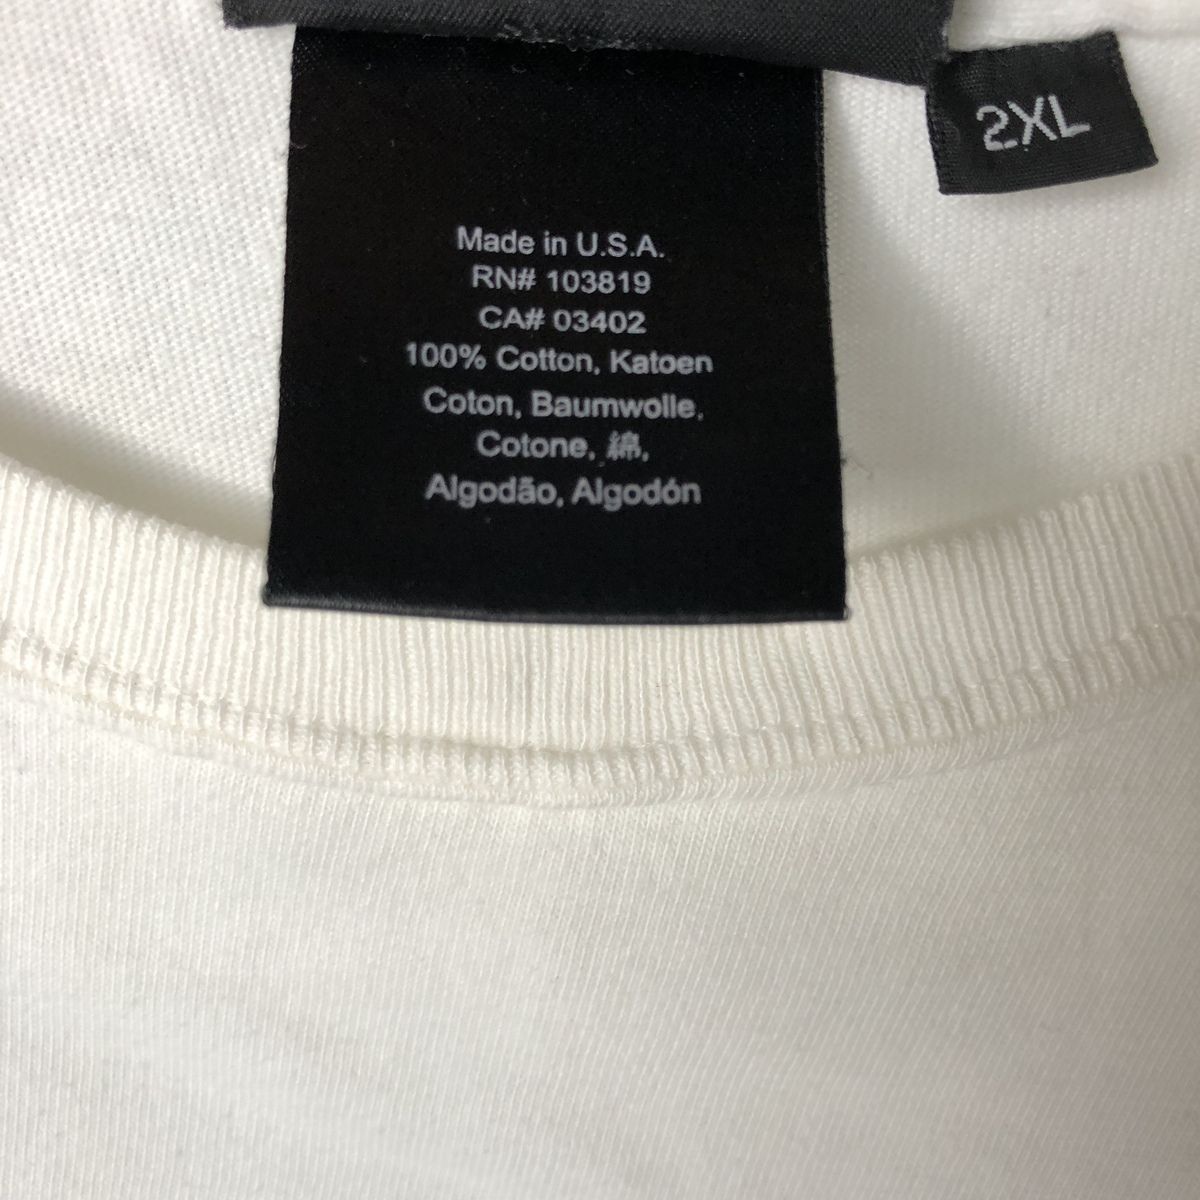 2XL
Made in U.S.A.
RN# 103819
CA# 03402
100% Cotton, Katoen
Coton, Baumwolle,
Cotone, 綿,
Algodão, Algodón